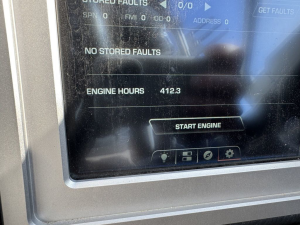 STORED FAULTS 0/0
SPN 0 FMI 0 OC 0 ADDRESS 0 GET FAULTS
NO STORED FAULTS
ENGINE HOURS 412.3
START ENGINE